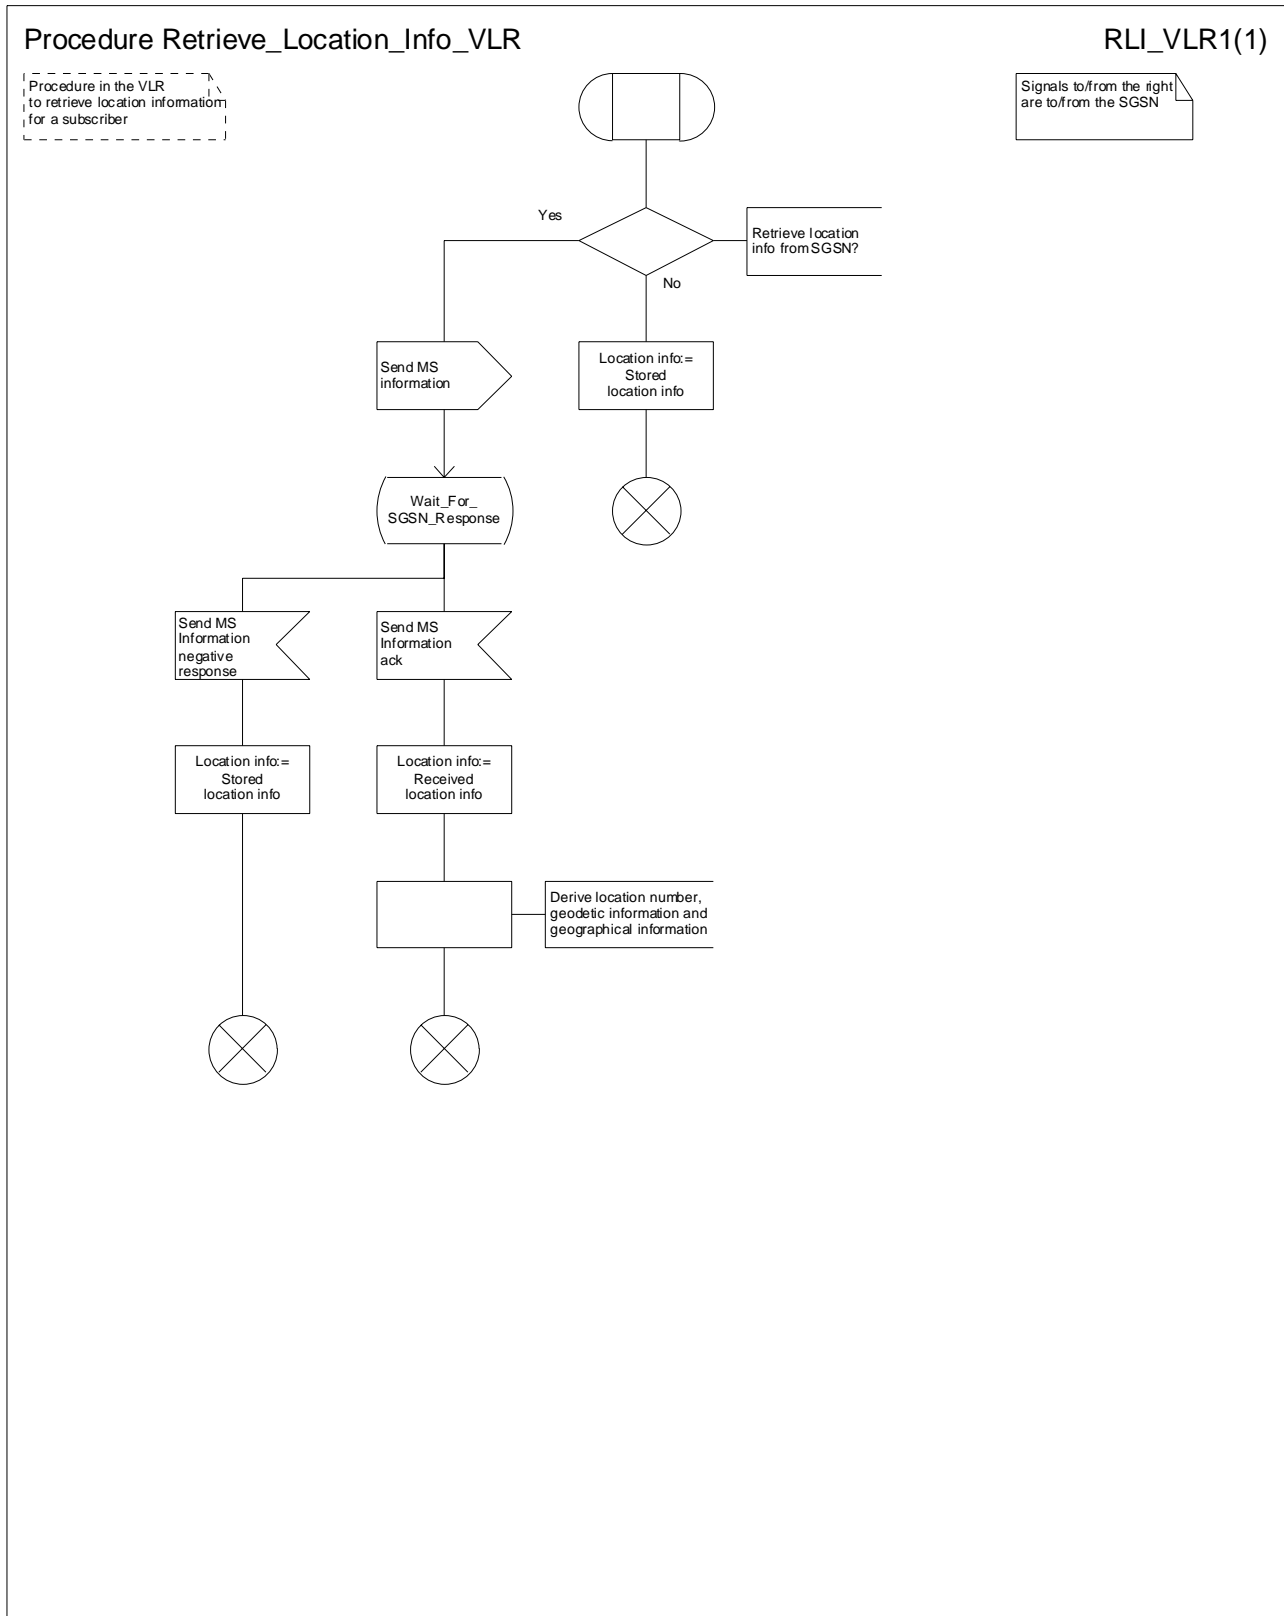 Procedure Retrieve_Location_Info_VLR
RLI_VLR1(1)
Procedure in the VLR
to retrieve location information
for a subscriber
Signals to/from the right
are to/from the SGSN
Yes
Retrieve location
info from SGSN?
No
Send MS
information
Location info:=
Stored
location info
Wait_For_
SGSN_Response
Send MS
Information
negative
response
Send MS
Information
ack
Location info:=
Stored
location info
Location info:=
Received
location info
Derive location number,
geodetic information and
geographical information